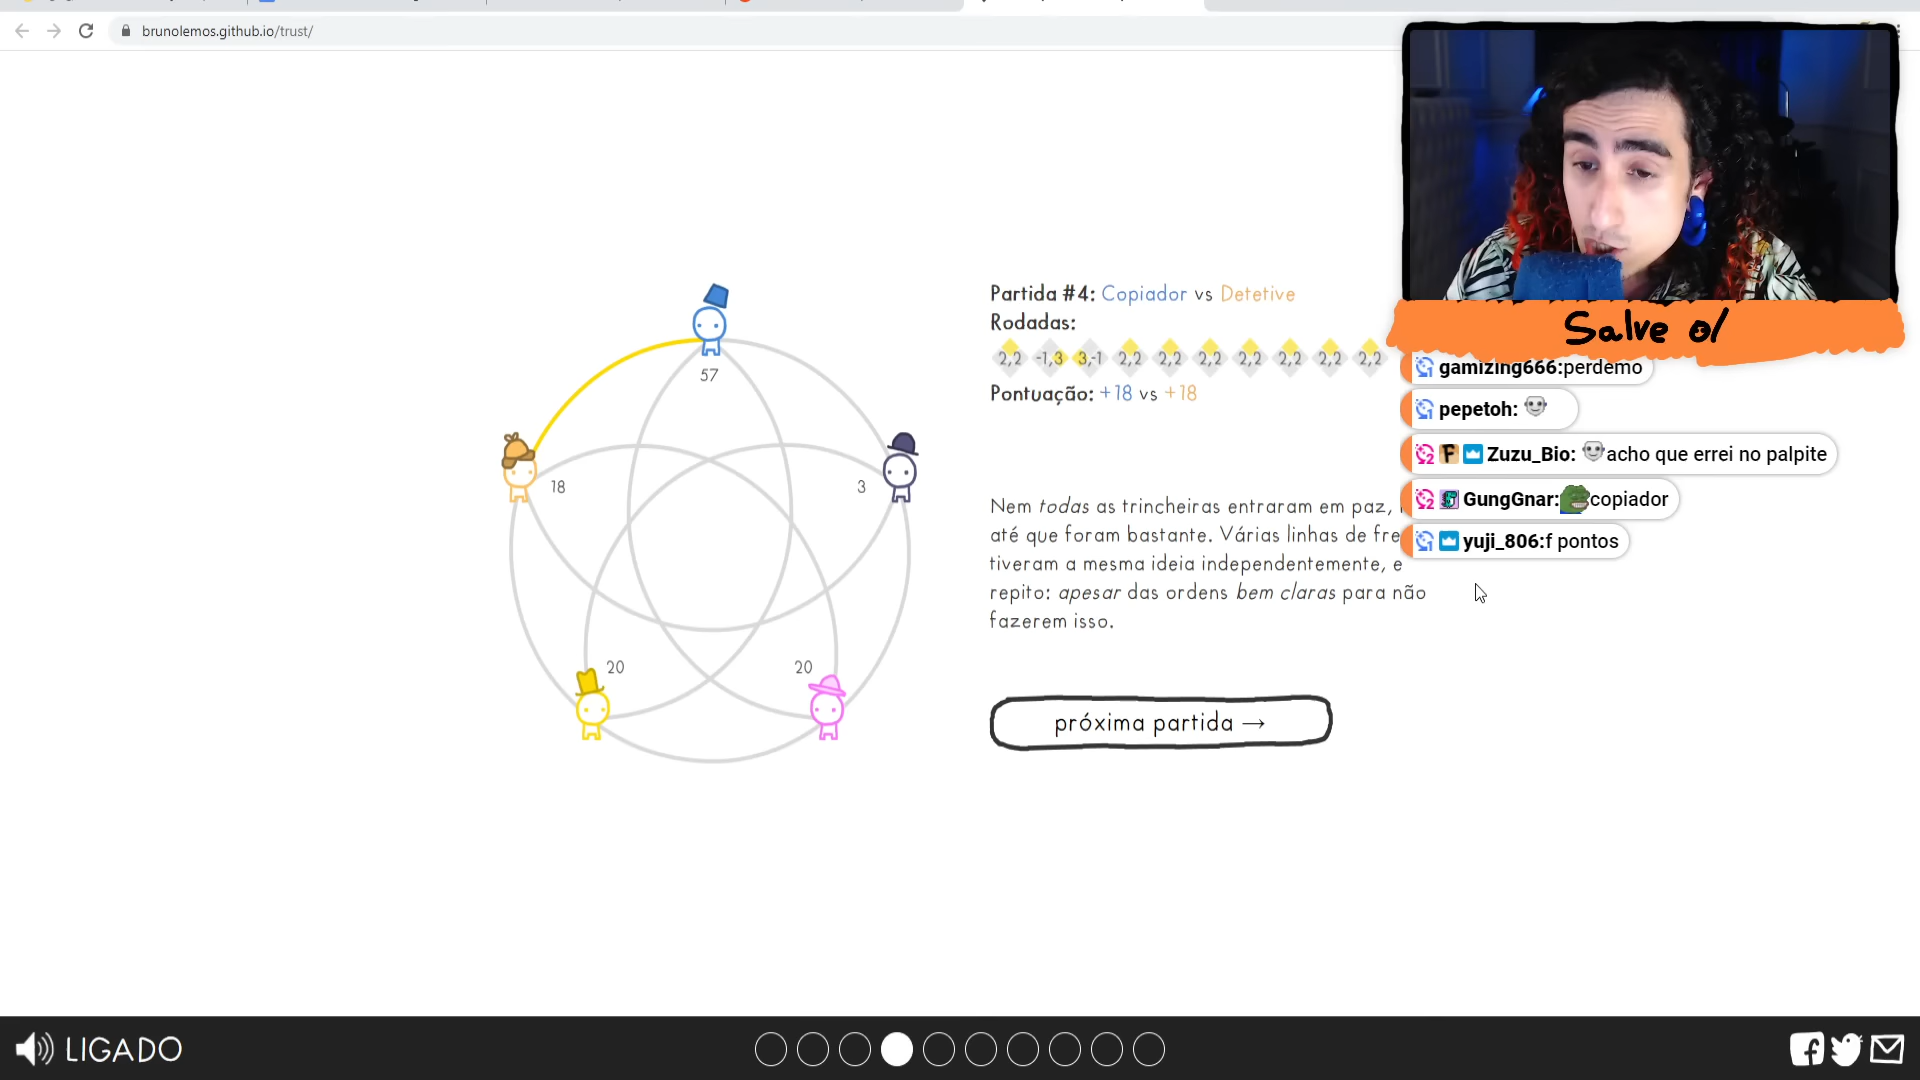 brunolemos.github.io/trust/
Partida #4: Copiador vs Detetive
Rodadas:
2,2 -1,3 3,-1 2,2 2,2 2,2 2,2 2,2 2,2 2,2
Pontuação: +18 vs +18
57
18
3
20
20
Nem todas as trincheiras entraram em paz,
até que foram bastante. Várias linhas de fre
tiveram a mesma ideia independentemente, e
repito: apesar das ordens bem claras para não
fazerem isso.
próxima partida →
Salve o/
gamizing666:perdemo
pepetoh:
Zuzu_Bio: acho que errei no palpite
GungGnar: copiador
yuji_806:f pontos
LIGADO